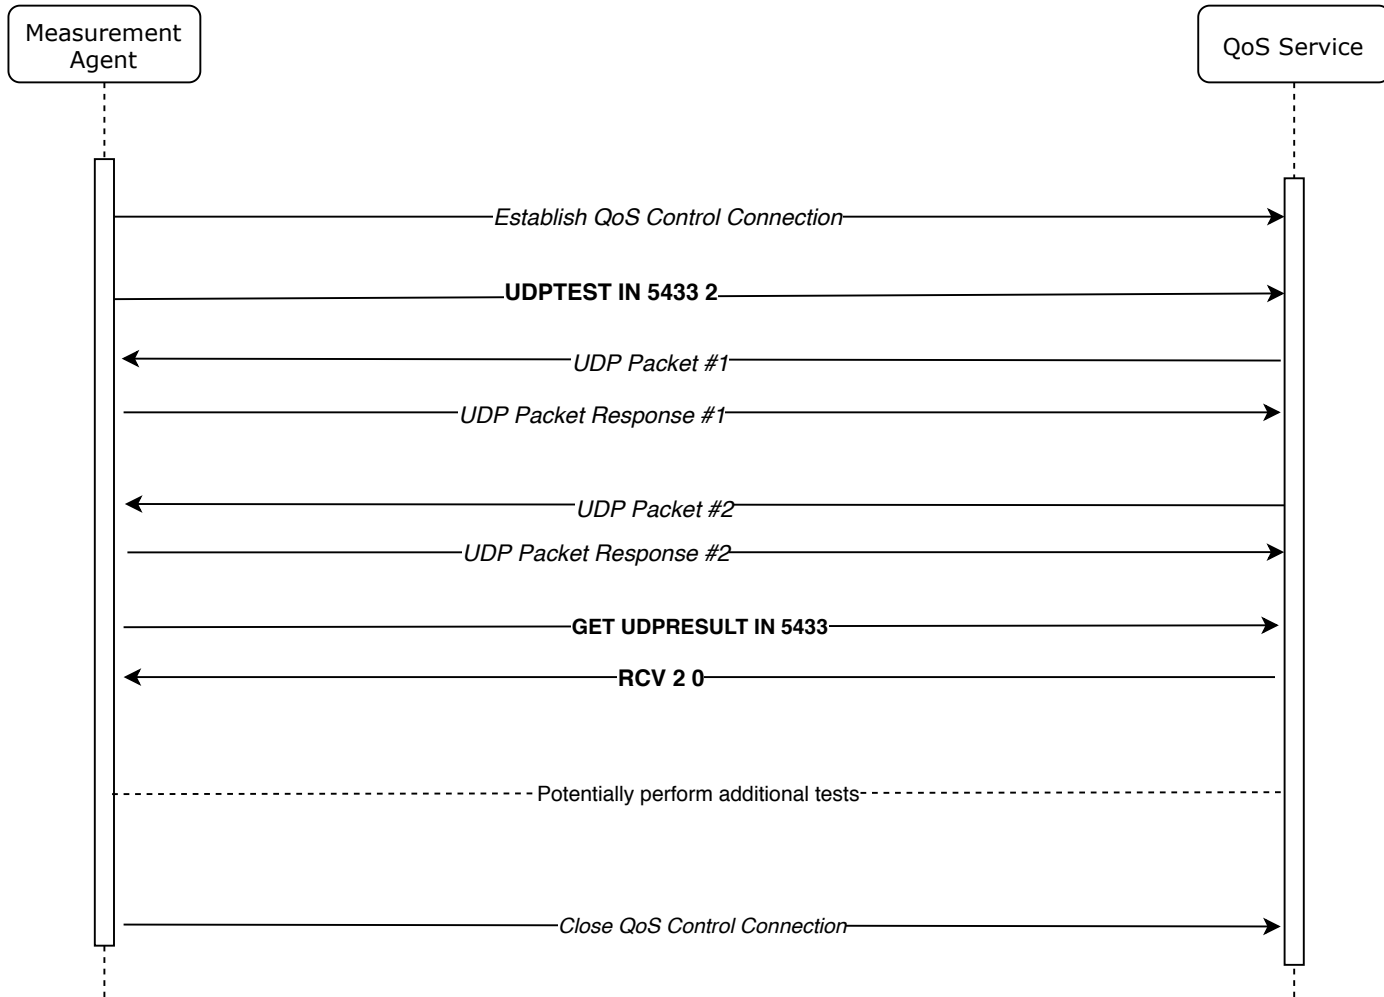 Measurement
Agent
QoS Service
Establish QoS Control Connection
UDPTEST IN 5433 2
UDP Packet #1
UDP Packet Response #1
UDP Packet #2
UDP Packet Response #2
GET UDPRESULT IN 5433
RCV 2 0
Potentially perform additional tests
Close QoS Control Connection